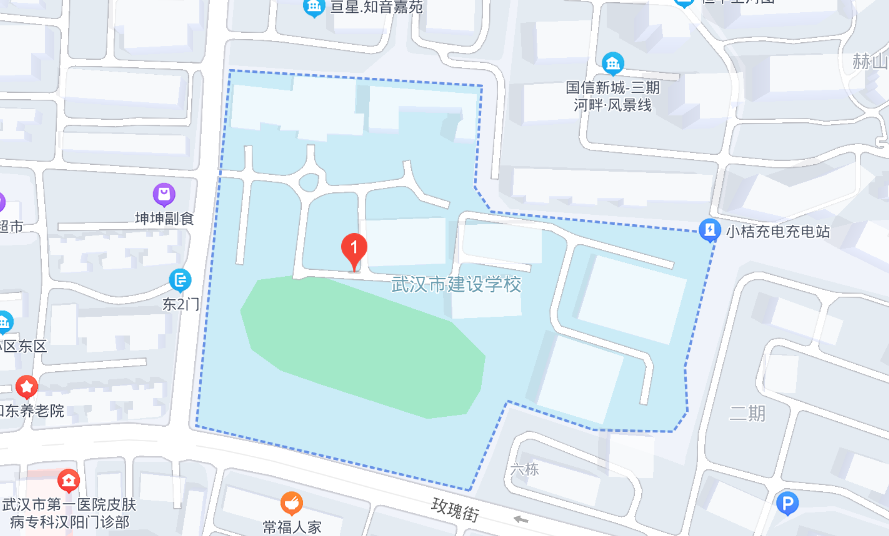 亘星.知音嘉苑
国信新城-三期
河畔·风景线
赫山
坤坤副食
超市
小桔充电充电站
东2门
武汉市建设学校
区东区
东养老院
二期
六栋
武汉市第一医院皮肤
病专科汉阳门诊部
常福人家
玫瑰街
P
1